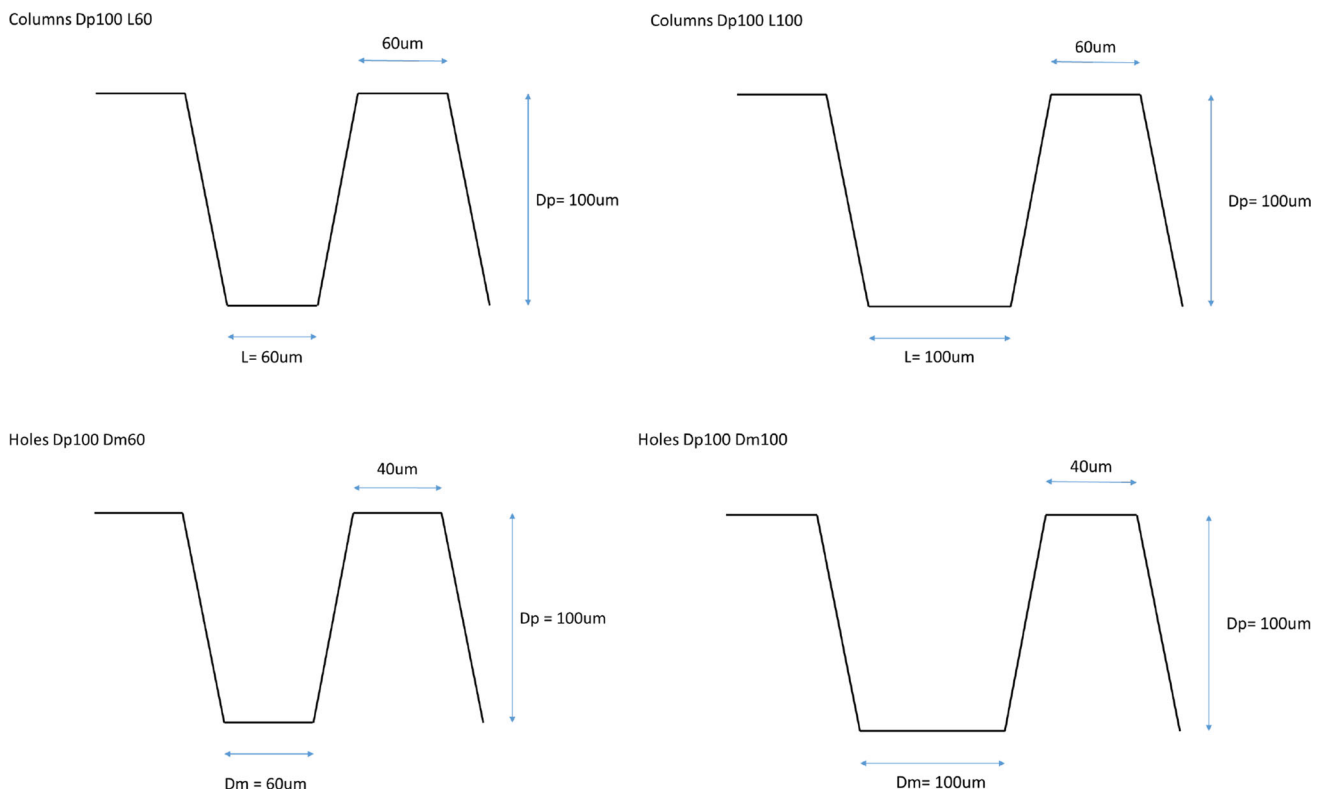 Columns Dp100 L60
60um
Dp= 100um
L= 60um
Columns Dp100 L100
60um
Dp= 100um
L= 100um
Holes Dp100 Dm60
40um
Dp = 100um
Dm = 60um
Holes Dp100 Dm100
40um
Dp= 100um
Dm= 100um